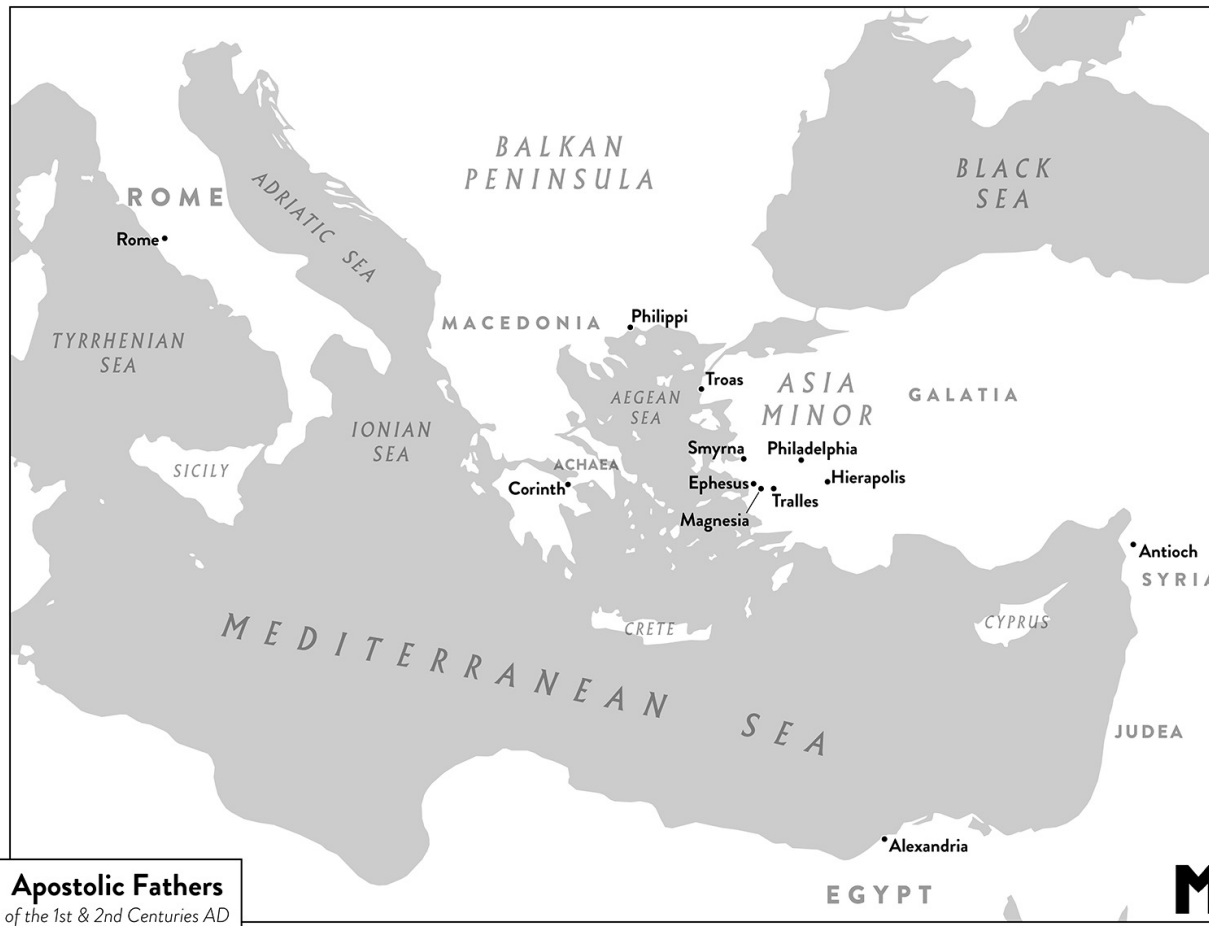 BALKAN
PENINSULA
BLACK
SEA
ROME
ADRIATIC SEA
Rome
MACEDONIA
Philippi
TYRRHENIAN
SEA
Troas
ASIA
MINOR
GALATIA
AEGEAN
SEA
IONIAN
SEA
Smyrna
Philadelphia
SICILY
ACHAEA
Corinth
Ephesus
Hierapolis
Tralles
Magnesia
Antioch
SYRIA
CRETE
CYPRUS
MEDITERRANEAN SEA
JUDEA
Alexandria
EGYPT
M
Apostolic Fathers
of the 1st & 2nd Centuries AD